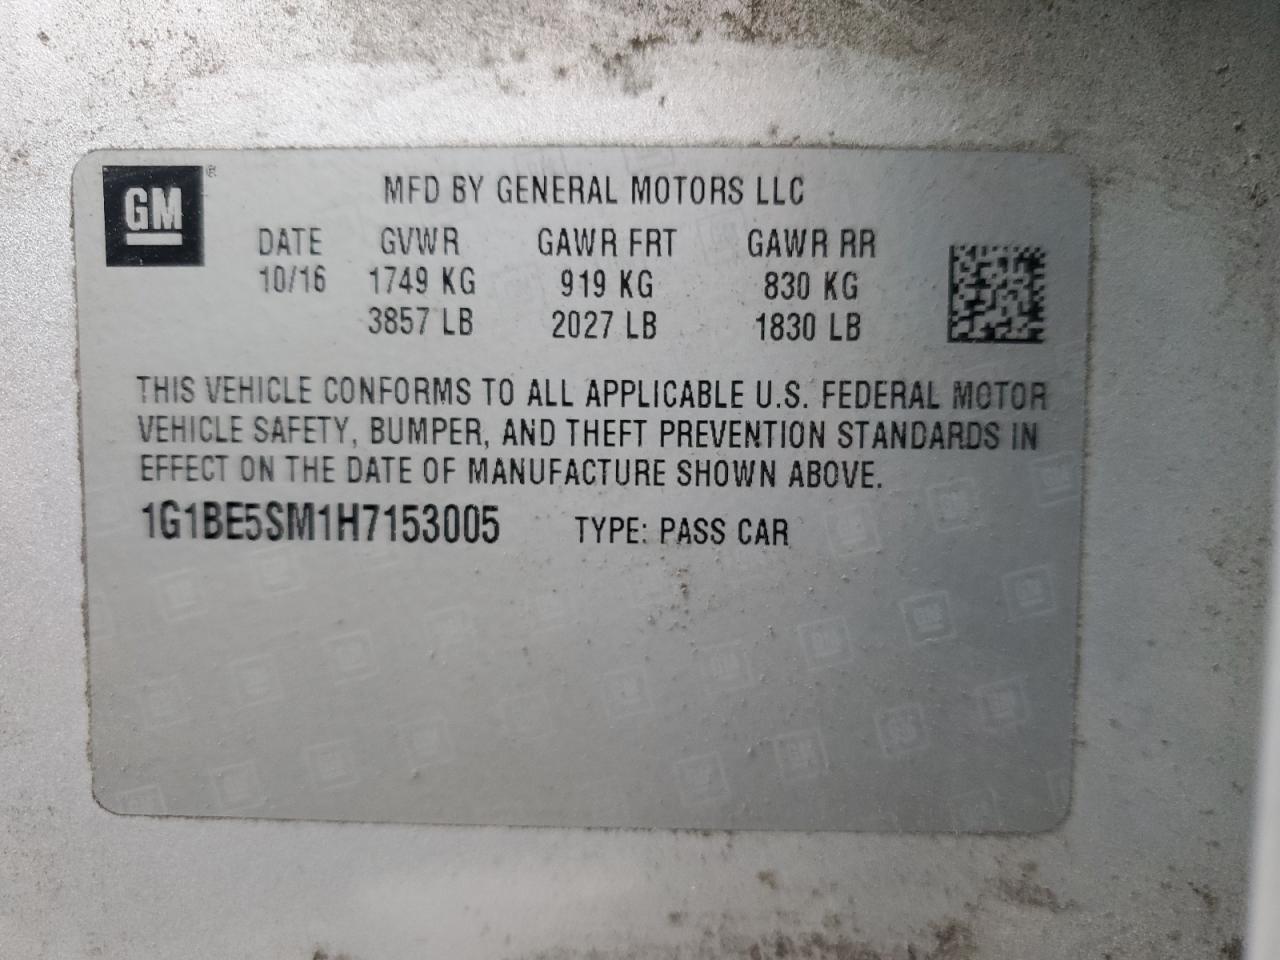 GM®
MFD BY GENERAL MOTORS LLC
DATE GVWR GAWR FRT GAWR RR
10/16 1749 KG 919 KG 830 KG
3857 LB 2027 LB 1830 LB
THIS VEHICLE CONFORMS TO ALL APPLICABLE U.S. FEDERAL MOTOR
VEHICLE SAFETY, BUMPER, AND THEFT PREVENTION STANDARDS IN
EFFECT ON THE DATE OF MANUFACTURE SHOWN ABOVE.
1G1BE5SM1H7153005 TYPE: PASS CAR